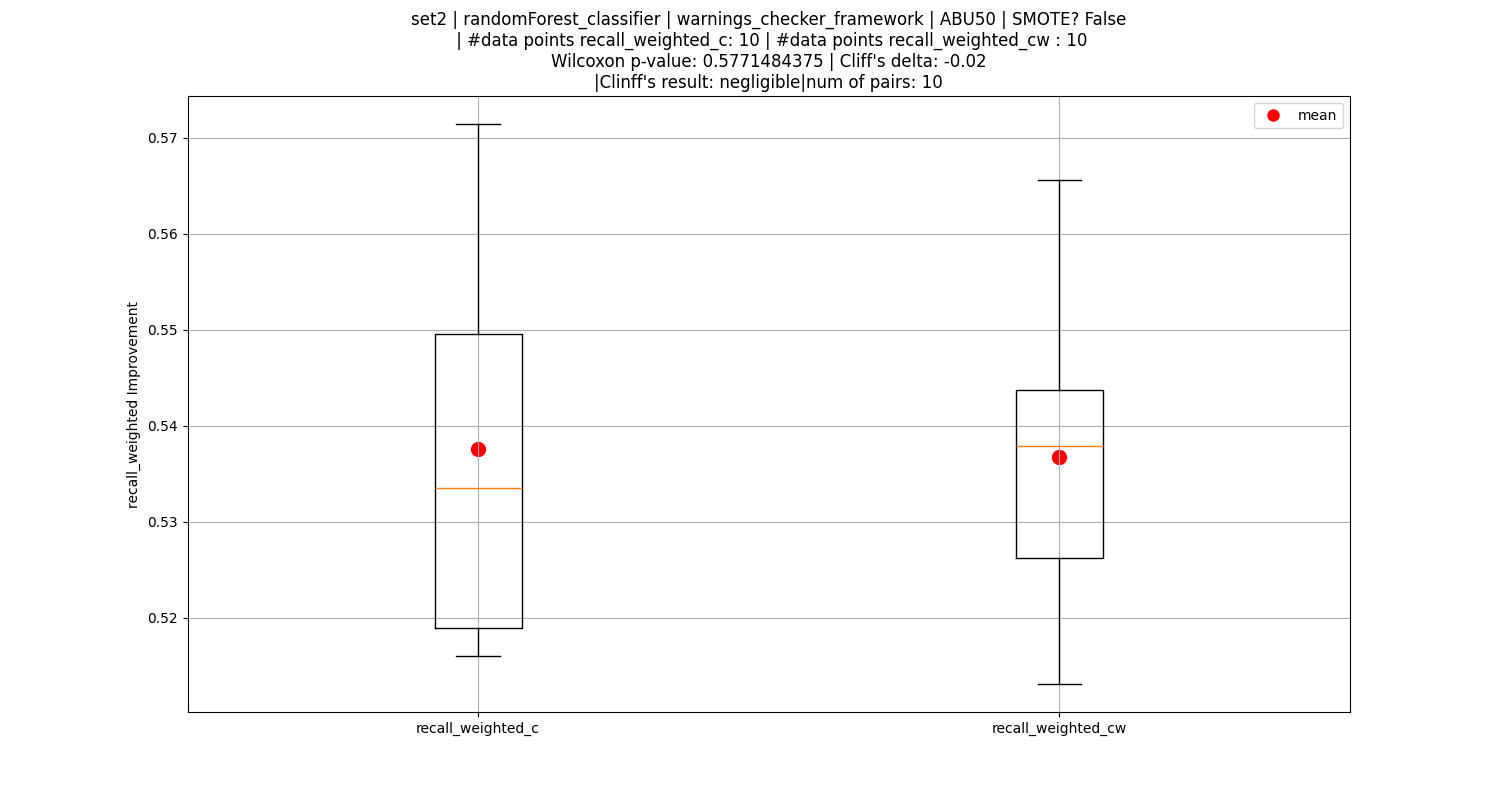 set2 | randomForest_classifier | warnings_checker_framework | ABU50 | SMOTE? False
| #data points recall_weighted_c: 10 | #data points recall_weighted_cw : 10
Wilcoxon p-value: 0.5771484375 | Cliff's delta: -0.02
|Clinff's result: negligible|num of pairs: 10
mean
0.57
0.56
0.55
0.54
0.53
0.52
recall_weighted Improvement
recall_weighted_c
recall_weighted_cw